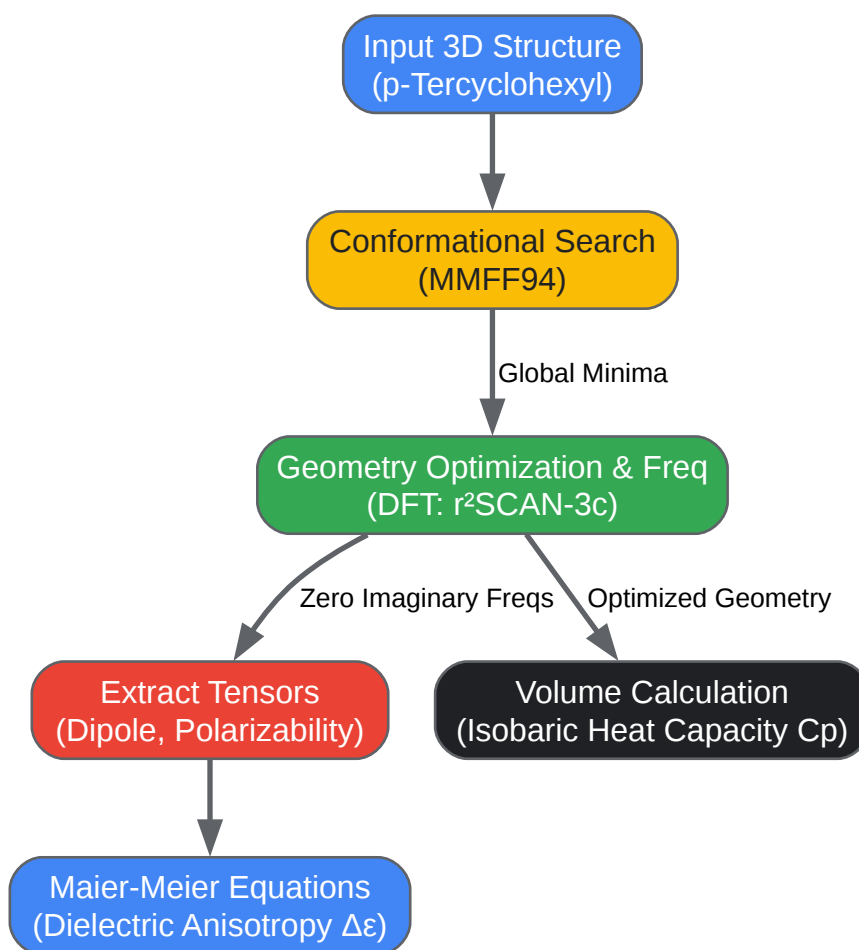 Input 3D Structure
(p-Tercyclohexyl)
Conformational Search
(MMFF94)
Global Minima
Geometry Optimization & Freq
(DFT: r²SCAN-3c)
Zero Imaginary Freqs
Optimized Geometry
Extract Tensors
(Dipole, Polarizability)
Volume Calculation
(Isobaric Heat Capacity Cp)
Maier-Meier Equations
(Dielectric Anisotropy Δε)